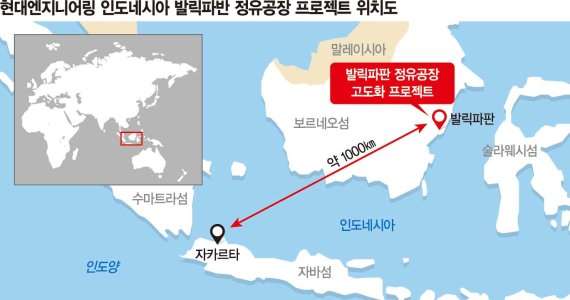 현대엔지니어링 인도네시아 발릭파반 정유공장 프로젝트 위치도
말레이시아
발릭파판 정유공장
고도화 프로젝트
보르네오섬
발릭파판
술라웨시섬
약 1000㎞
수마트라섬
인도네시아
자카르타
인도양
자바섬